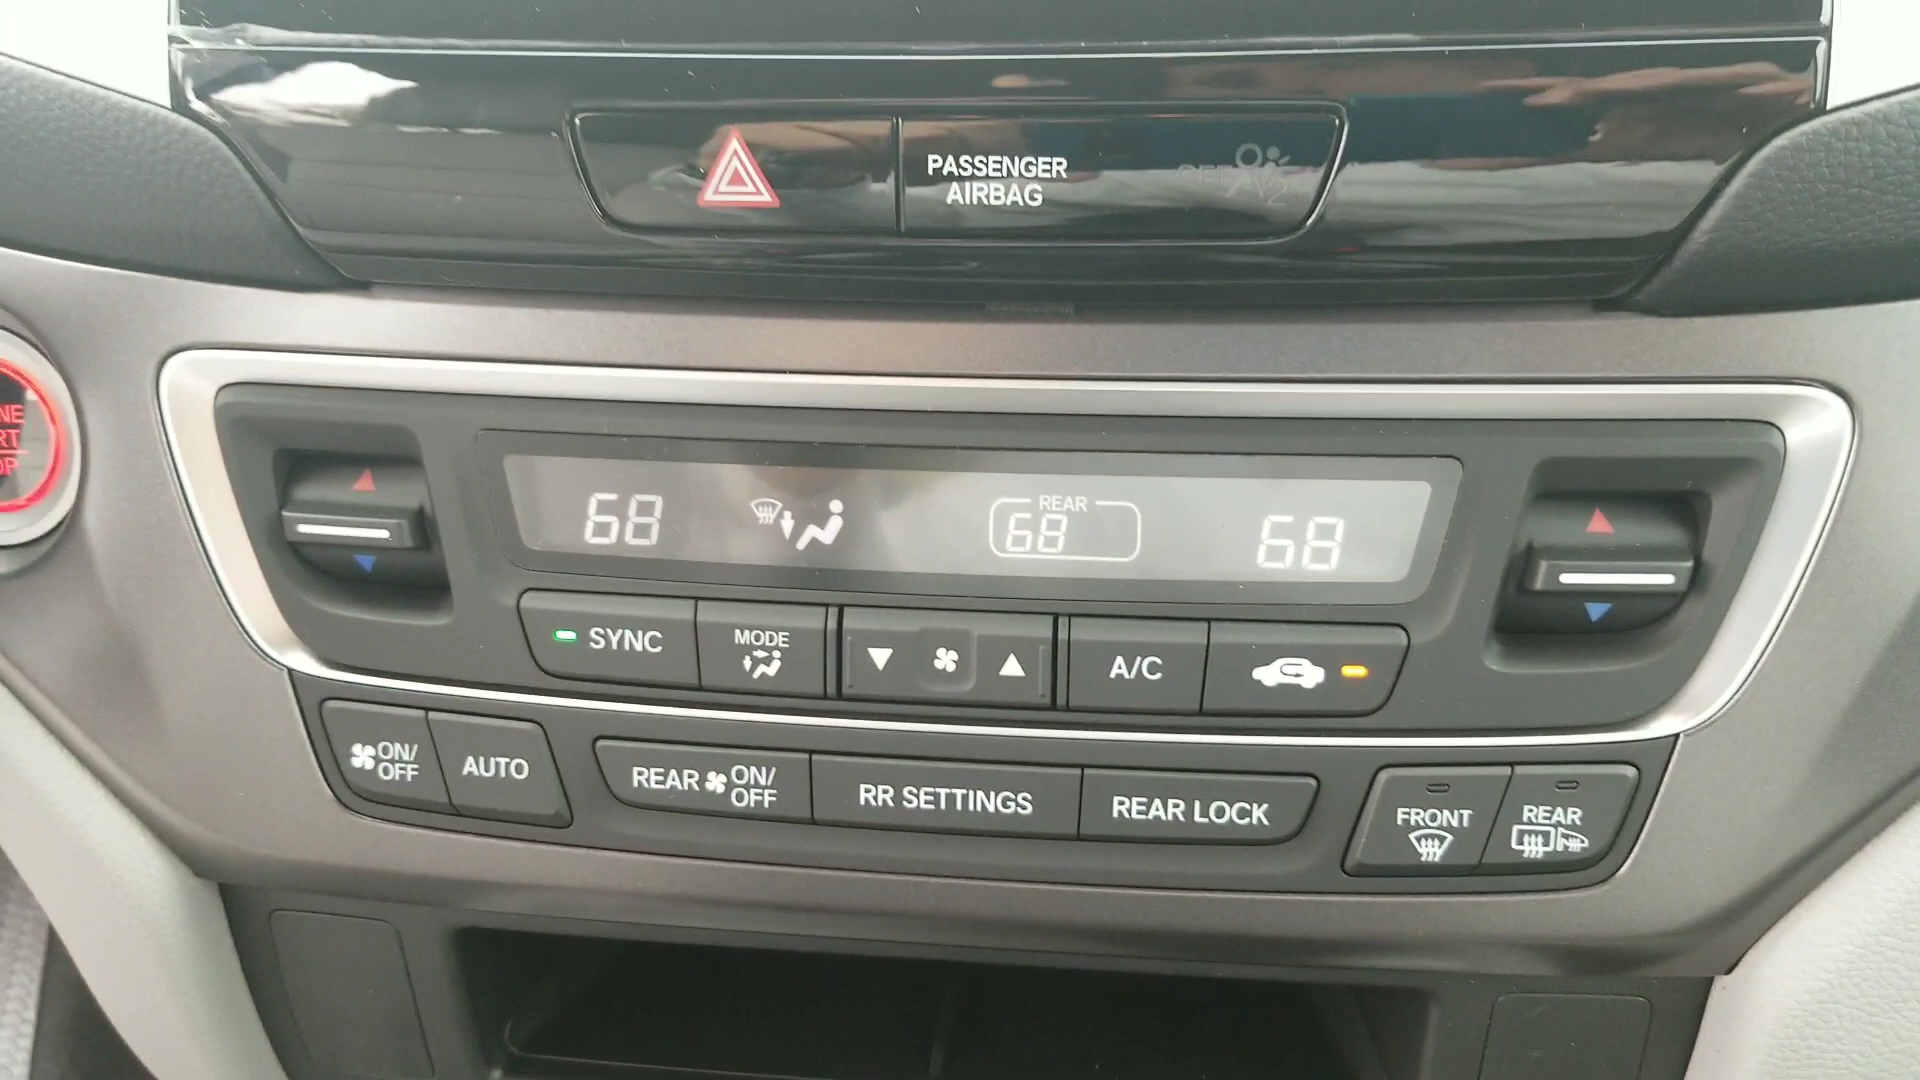 PASSENGER
AIRBAG
68
REAR
68
68
SYNC
MODE
A/C
ON/
OFF
AUTO
REAR ON/
OFF
RR SETTINGS
REAR LOCK
FRONT
REAR